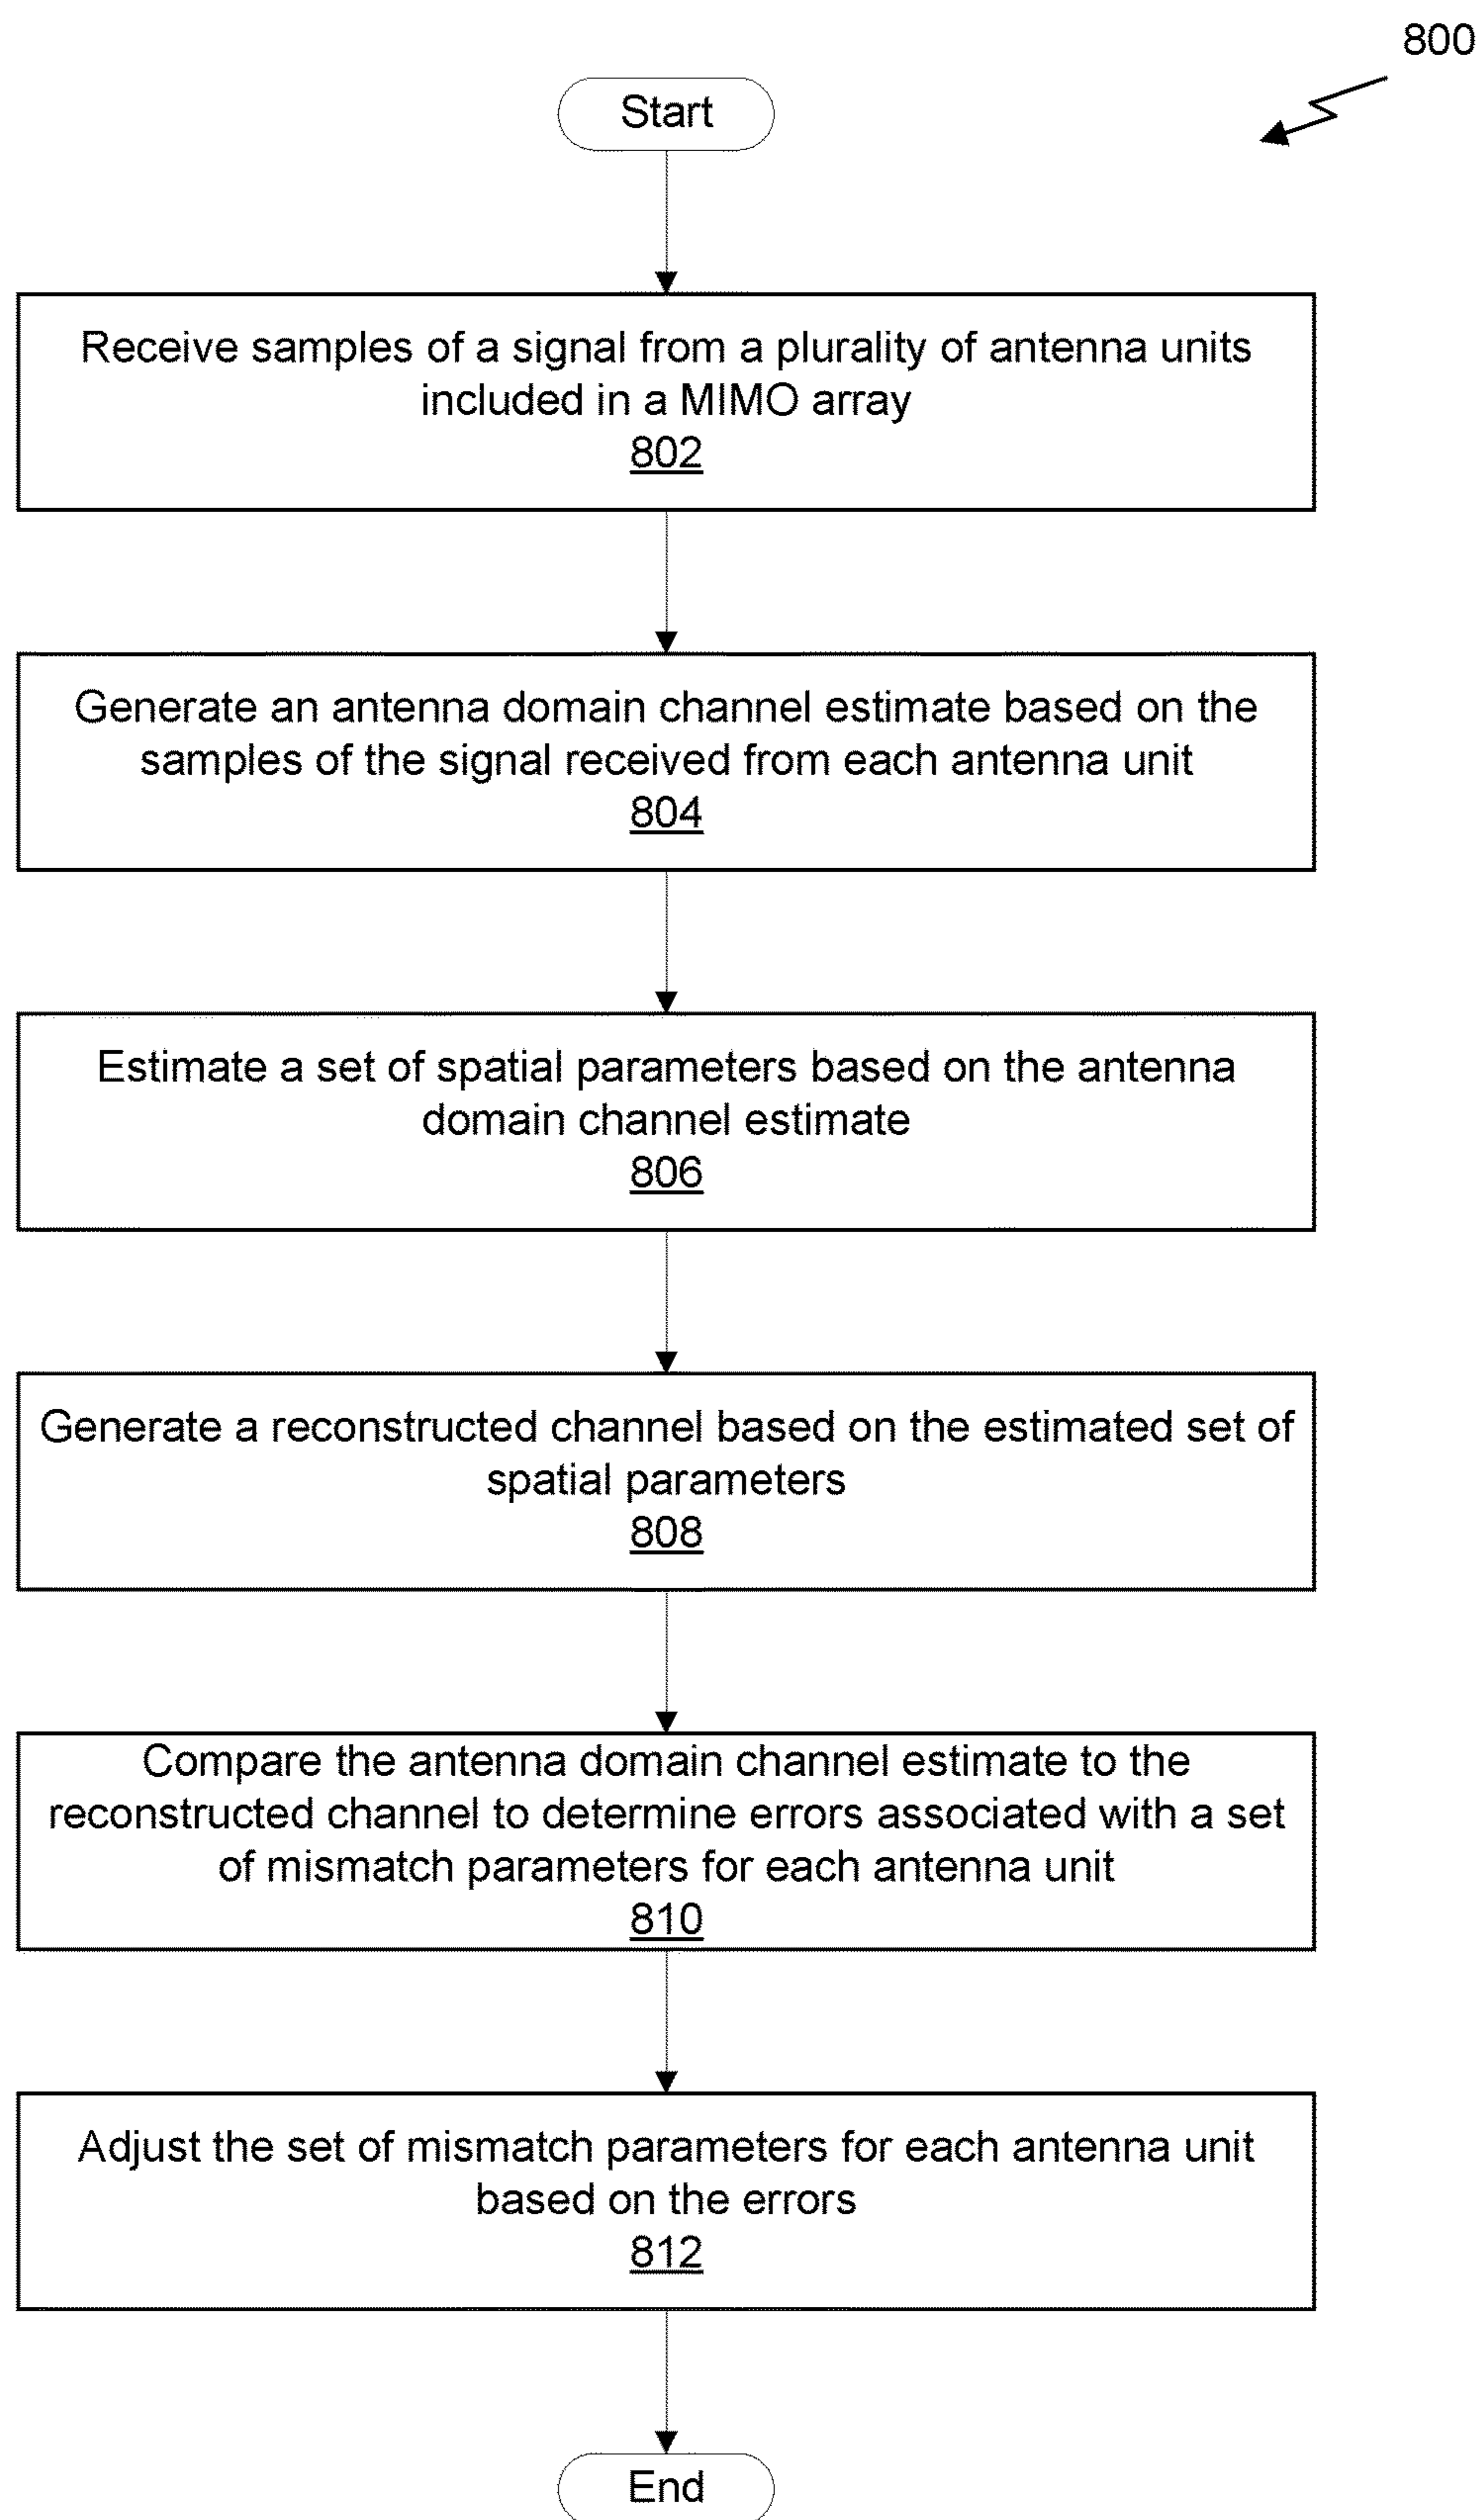 800
Start
Receive samples of a signal from a plurality of antenna units
included in a MIMO array
802
Generate an antenna domain channel estimate based on the
samples of the signal received from each antenna unit
804
Estimate a set of spatial parameters based on the antenna
domain channel estimate
806
Generate a reconstructed channel based on the estimated set of
spatial parameters
808
Compare the antenna domain channel estimate to the
reconstructed channel to determine errors associated with a set
of mismatch parameters for each antenna unit
810
Adjust the set of mismatch parameters for each antenna unit
based on the errors
812
End